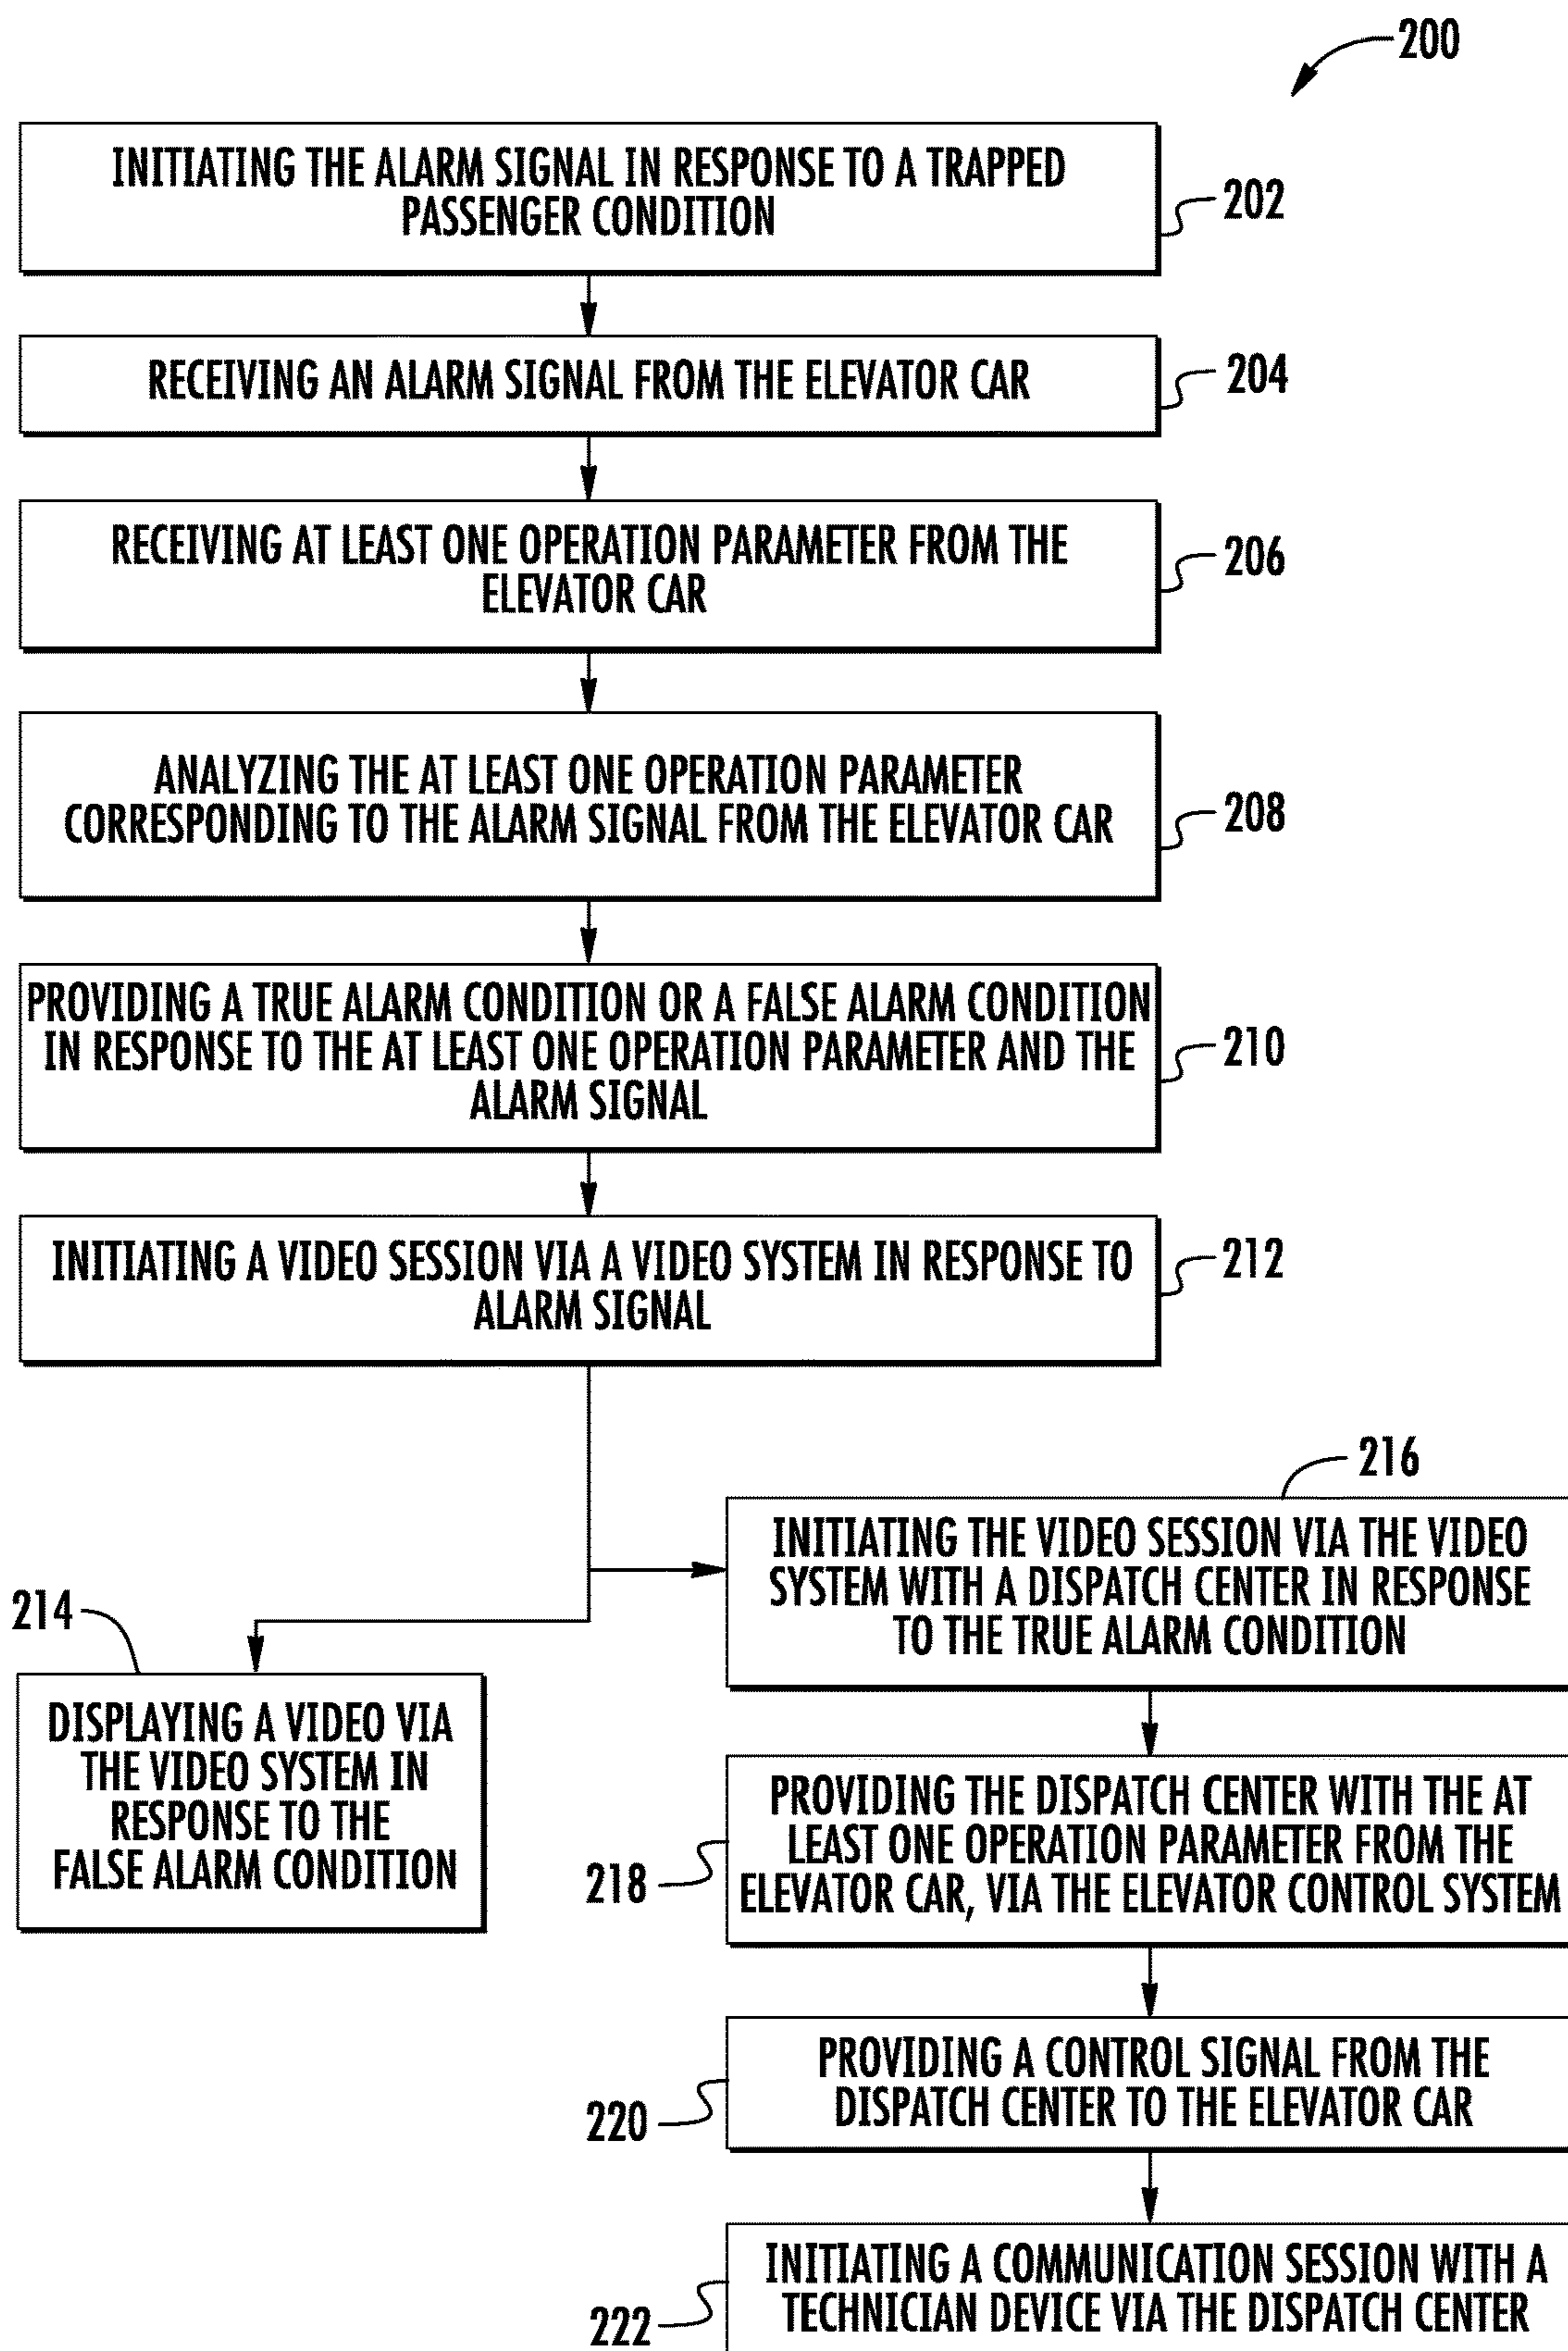 200
INITIATING THE ALARM SIGNAL IN RESPONSE TO A TRAPPED
PASSENGER CONDITION
202
RECEIVING AN ALARM SIGNAL FROM THE ELEVATOR CAR
204
RECEIVING AT LEAST ONE OPERATION PARAMETER FROM THE
ELEVATOR CAR
206
ANALYZING THE AT LEAST ONE OPERATION PARAMETER
CORRESPONDING TO THE ALARM SIGNAL FROM THE ELEVATOR CAR
208
PROVIDING A TRUE ALARM CONDITION OR A FALSE ALARM CONDITION
IN RESPONSE TO THE AT LEAST ONE OPERATION PARAMETER AND THE
ALARM SIGNAL
210
INITIATING A VIDEO SESSION VIA A VIDEO SYSTEM IN RESPONSE TO
ALARM SIGNAL
212
214
DISPLAYING A VIDEO VIA
THE VIDEO SYSTEM IN
RESPONSE TO THE
FALSE ALARM CONDITION
216
INITIATING THE VIDEO SESSION VIA THE VIDEO
SYSTEM WITH A DISPATCH CENTER IN RESPONSE
TO THE TRUE ALARM CONDITION
PROVIDING THE DISPATCH CENTER WITH THE AT
LEAST ONE OPERATION PARAMETER FROM THE
ELEVATOR CAR, VIA THE ELEVATOR CONTROL SYSTEM
218
PROVIDING A CONTROL SIGNAL FROM THE
DISPATCH CENTER TO THE ELEVATOR CAR
220
INITIATING A COMMUNICATION SESSION WITH A
TECHNICIAN DEVICE VIA THE DISPATCH CENTER
222